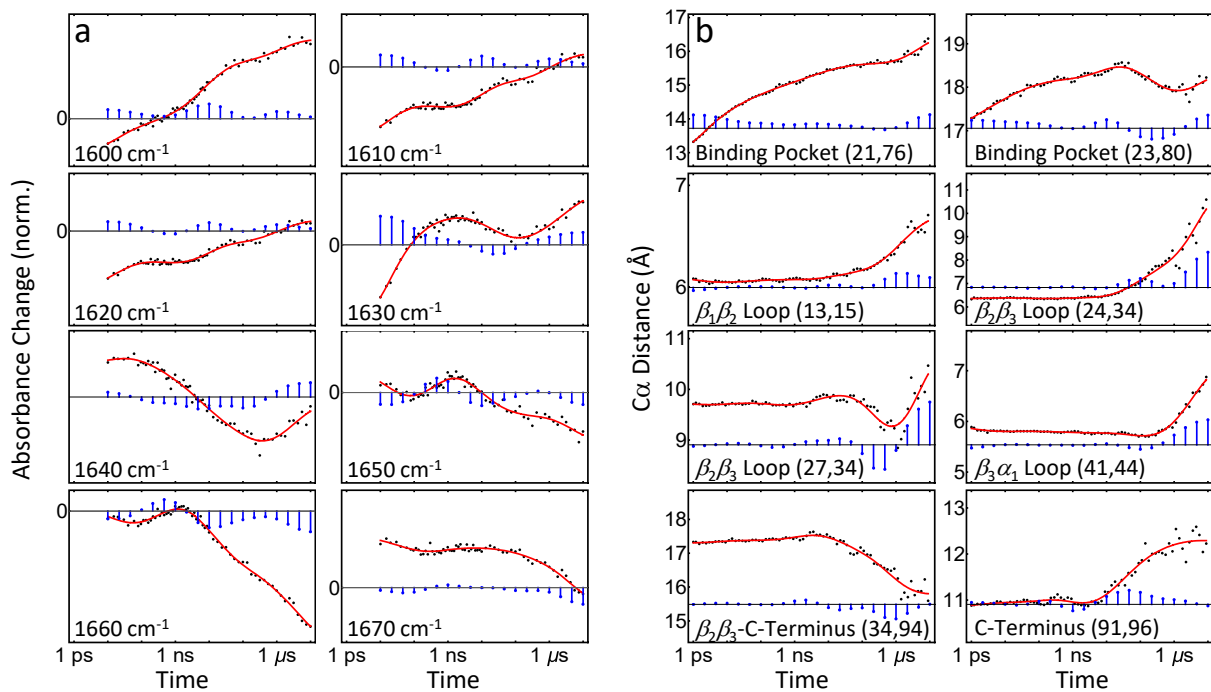 a
b
Absorbance Change (norm.)
0
1600 cm⁻¹
0
1610 cm⁻¹
0
1620 cm⁻¹
0
1630 cm⁻¹
0
1640 cm⁻¹
0
1650 cm⁻¹
0
1660 cm⁻¹
0
1670 cm⁻¹
1 ps 1 ns 1 µs
1 ps 1 ns 1 µs
Time
Time
Cα Distance (Å)
17
16
15
14
13
Binding Pocket (21,76)
19
18
17
Binding Pocket (23,80)
7
6
β₁β₂ Loop (13,15)
11
10
9
8
7
6
β₂β₃ Loop (24,34)
11
10
9
β₂β₃ Loop (27,34)
7
6
5
β₃α₁ Loop (41,44)
18
17
16
15
β₂β₃-C-Terminus (34,94)
13
12
11
C-Terminus (91,96)
1 ps 1 ns 1 µs
1 ps 1 ns 1 µs
Time
Time